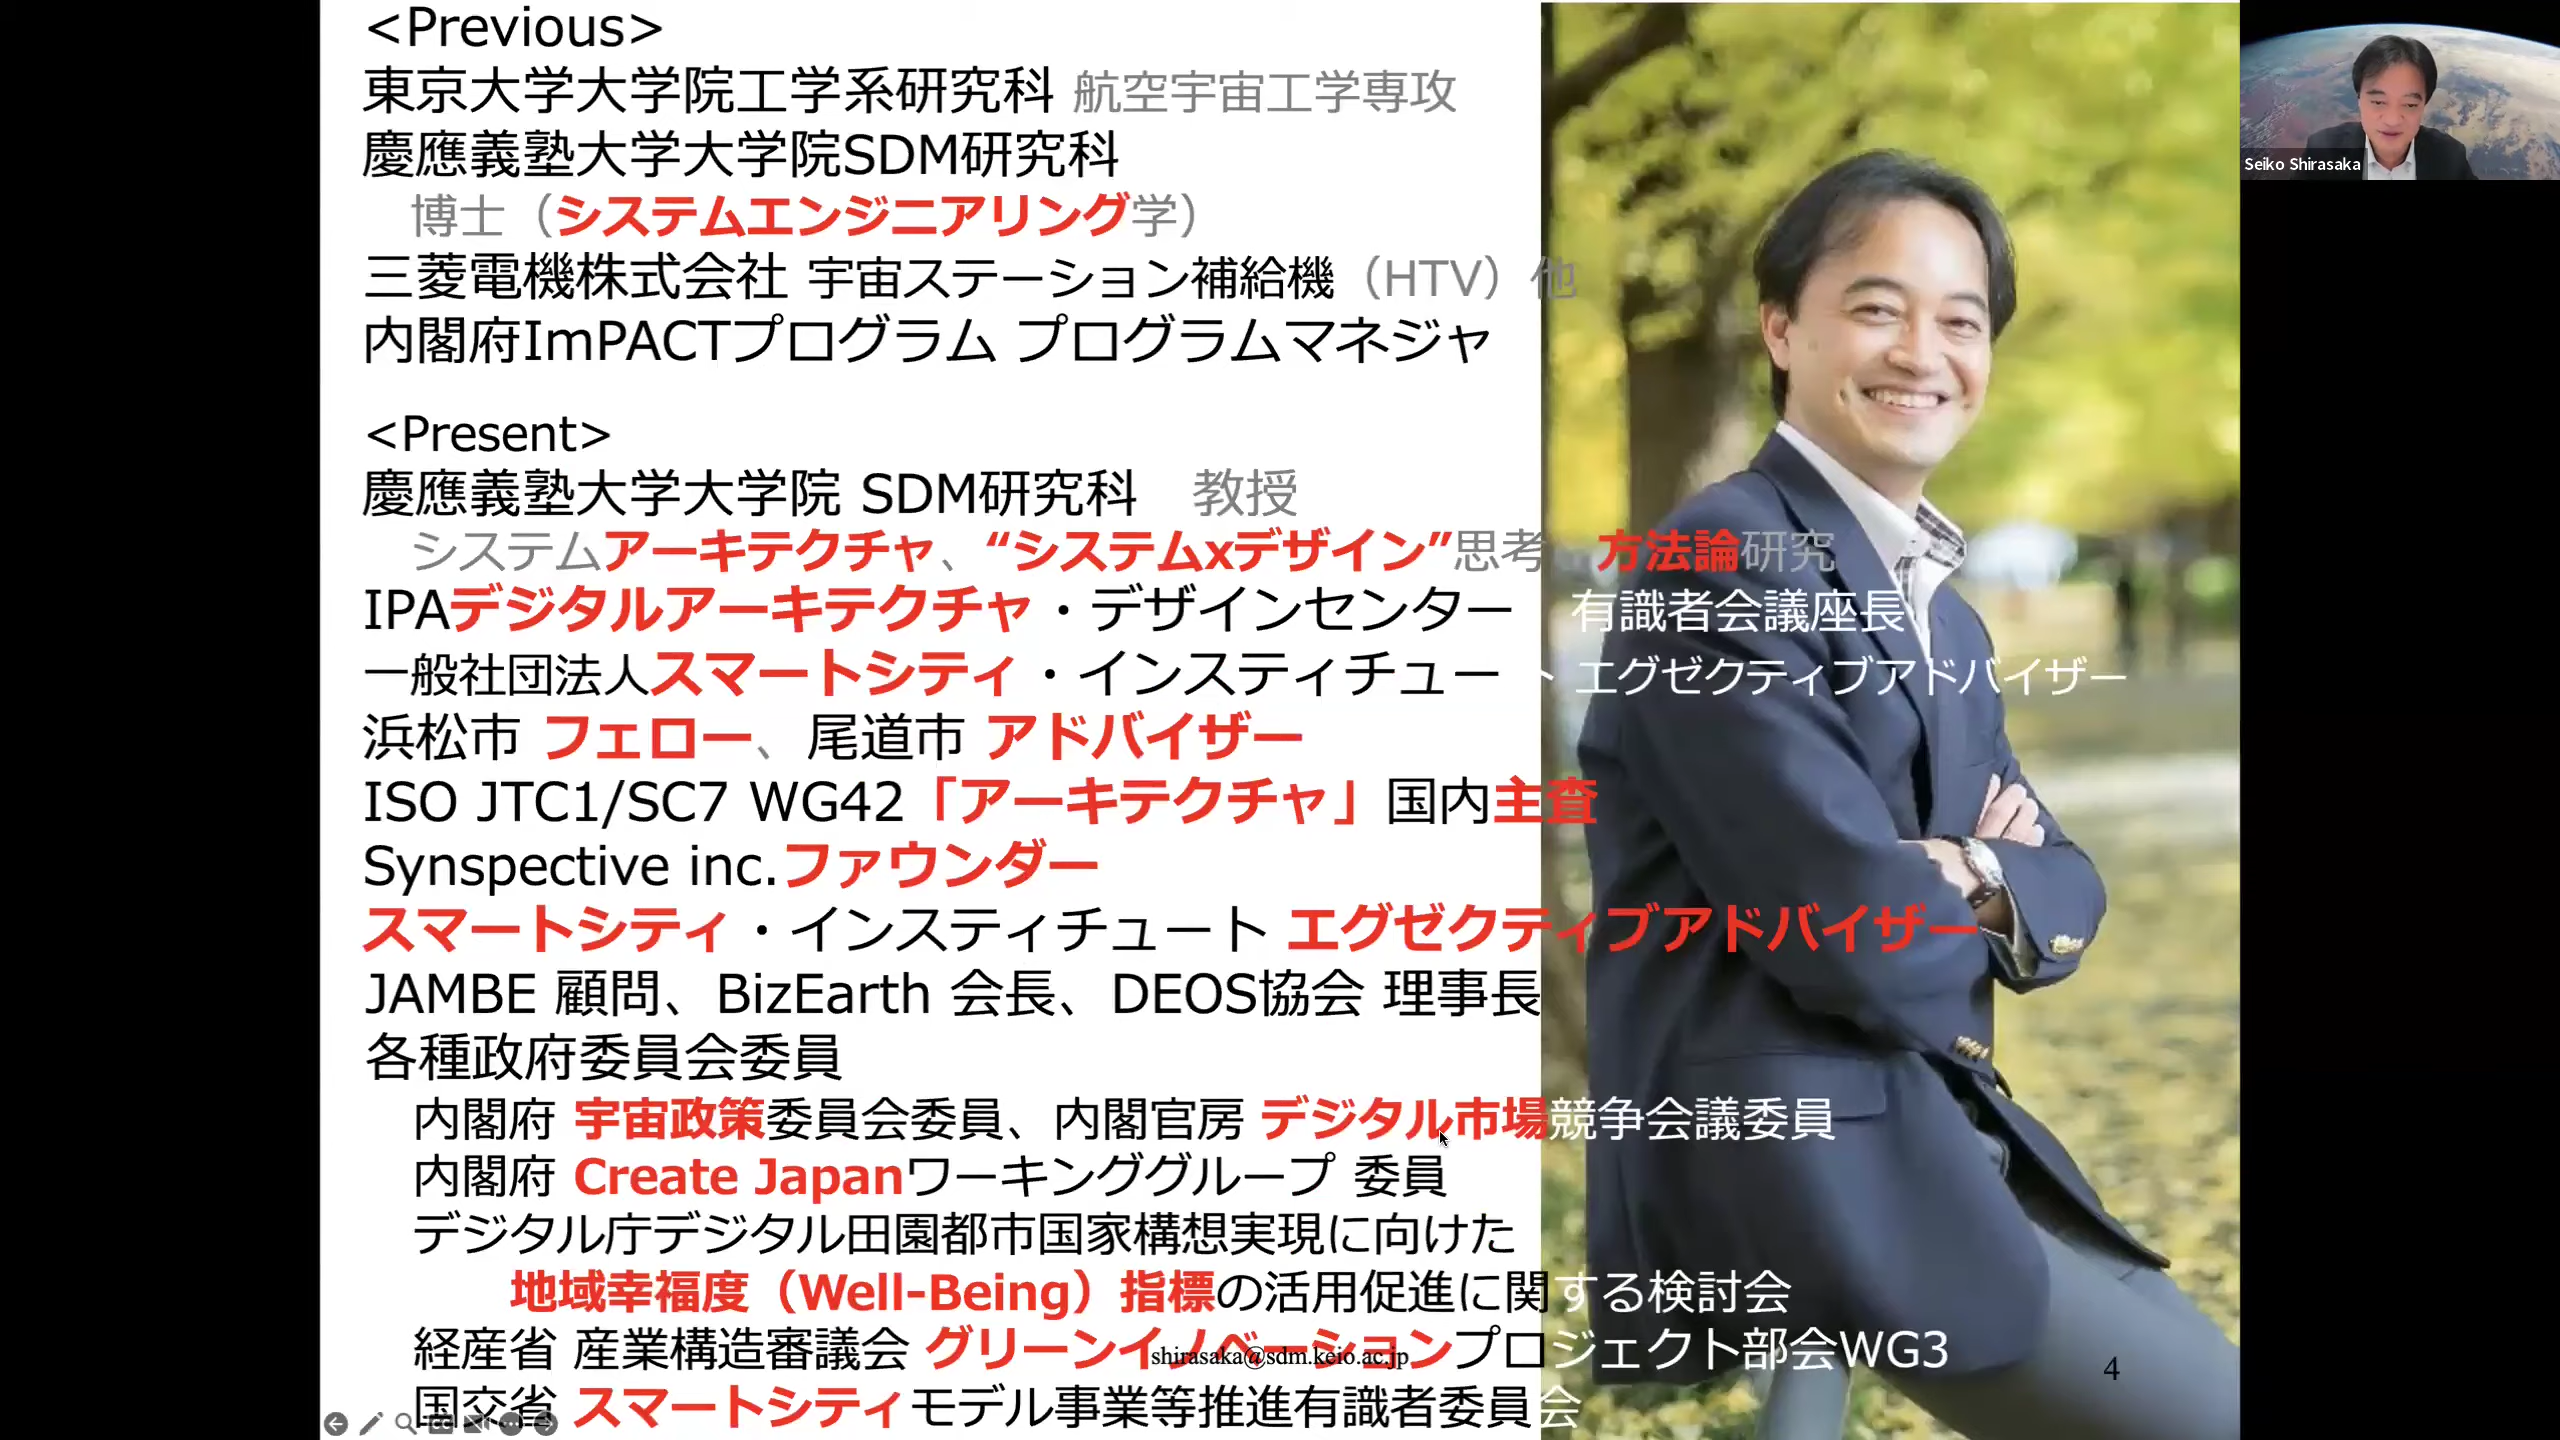 <Previous>
東京大学大学院工学系研究科 航空宇宙工学専攻
慶應義塾大学大学院SDM研究科
博士（システムエンジニアリング学）
三菱電機株式会社 宇宙ステーション補給機（HTV）他
内閣府ImPACTプログラム プログラムマネジャ
<Present>
慶應義塾大学大学院 SDM研究科　教授
システムアーキテクチャ、“システムxデザイン”思考 方法論研究
IPAデジタルアーキテクチャ・デザインセンター　有識者会議座長
一般社団法人スマートシティ・インスティチュート エグゼクティブアドバイザー
浜松市 フェロー、尾道市 アドバイザー
ISO JTC1/SC7 WG42「アーキテクチャ」国内主査
Synspective inc.ファウンダー
スマートシティ・インスティチュート エグゼクティブアドバイザー
JAMBE 顧問、BizEarth 会長、DEOS協会 理事長
各種政府委員会委員
内閣府 宇宙政策委員会委員、内閣官房 デジタル市場競争会議委員
内閣府 Create Japanワーキンググループ 委員
デジタル庁デジタル田園都市国家構想実現に向けた
地域幸福度（Well-Being）指標の活用促進に関する検討会
経産省 産業構造審議会 グリーンイノベーションプロジェクト部会WG3
shirasaka@sdm.keio.ac.jp
4
国交省 スマートシティモデル事業等推進有識者委員会
Seiko Shirasaka